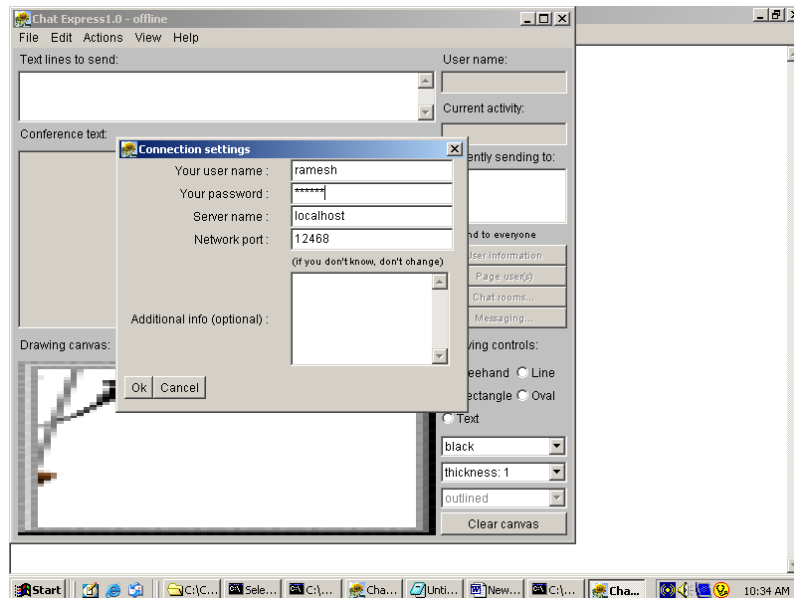 Chat Express1.0 - offline
File Edit Actions View Help
Text lines to send:
User name:
Current activity:
Conference text:
ently sending to:
Connection settings
Your user name : ramesh
Your password : ******
Server name : localhost
Network port : 12468
(if you don't know, don't change)
Additional info (optional) :
Ok Cancel
nd to everyone
User information
Page user(s)
Chat rooms...
Messaging...
Drawing canvas:
ving controls:
eehand Line
ectangle Oval
Text
black
thickness: 1
outlined
Clear canvas
Start C:\C... Sele... C:\... Cha... Unti... New... C:\... Cha... 10:34 AM